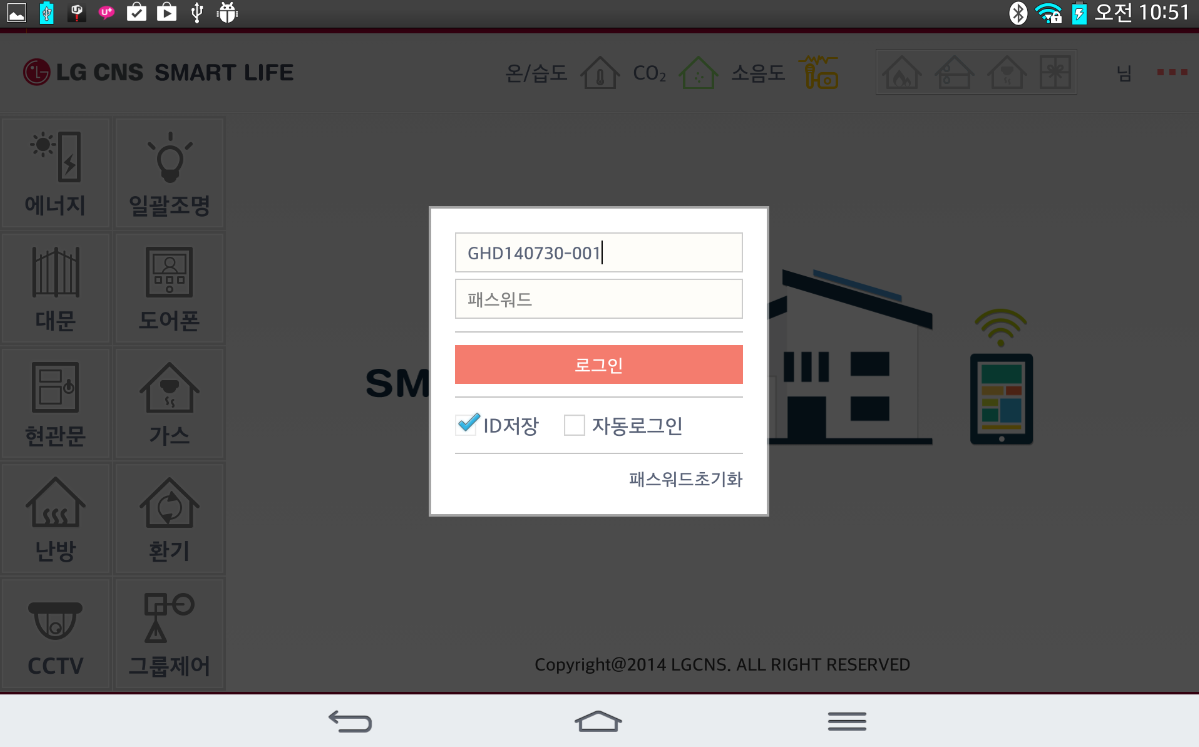 오전 10:51
LG CNS SMART LIFE
온/습도 CO₂ 소음도 님
에너지 일괄조명
대문 도어폰
현관문 가스
난방 환기
CCTV 그룹제어
SM
GHD140730-001
패스워드
로그인
ID저장 자동로그인
패스워드초기화
Copyright@2014 LGCNS. ALL RIGHT RESERVED